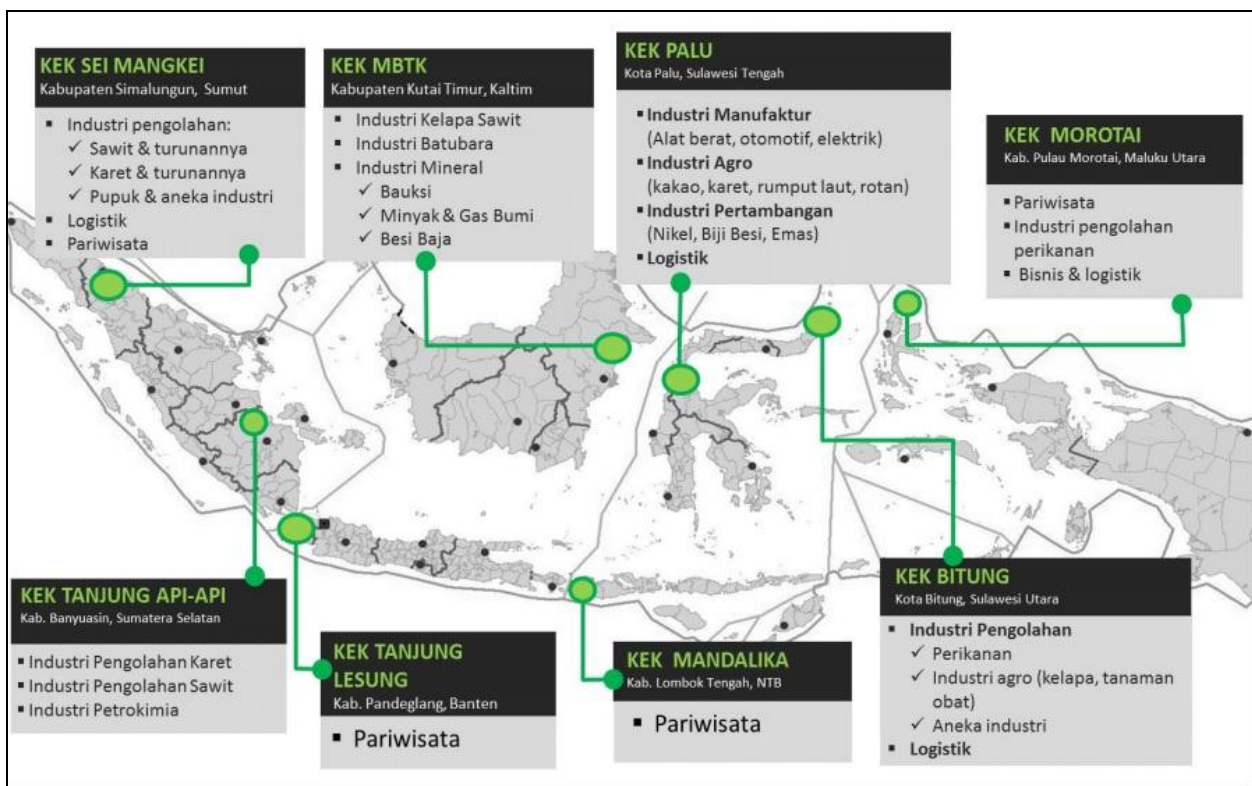 KEK SEI MANGKEI
Kabupaten Simalungun, Sumut
▪ Industri pengolahan:
✓ Sawit & turunannya
✓ Karet & turunannya
✓ Pupuk & aneka industri
▪ Logistik
▪ Pariwisata
KEK MBTK
Kabupaten Kutai Timur, Kaltim
▪ Industri Kelapa Sawit
▪ Industri Batubara
▪ Industri Mineral
✓ Bauksi
✓ Minyak & Gas Bumi
✓ Besi Baja
KEK PALU
Kota Palu, Sulawesi Tengah
▪ Industri Manufaktur
(Alat berat, otomotif, elektrik)
▪ Industri Agro
(kakao, karet, rumput laut, rotan)
▪ Industri Pertambangan
(Nikel, Biji Besi, Emas)
▪ Logistik
KEK MOROTAI
Kab. Pulau Morotai, Maluku Utara
▪ Pariwisata
▪ Industri pengolahan
perikanan
▪ Bisnis & logistik
KEK TANJUNG API-API
Kab. Banyuasin, Sumatera Selatan
▪ Industri Pengolahan Karet
▪ Industri Pengolahan Sawit
▪ Industri Petrokimia
KEK TANJUNG
LESUNG
Kab. Pandeglang, Banten
▪ Pariwisata
KEK MANDALIKA
Kab. Lombok Tengah, NTB
▪ Pariwisata
KEK BITUNG
Kota Bitung, Sulawesi Utara
▪ Industri Pengolahan
✓ Perikanan
✓ Industri agro (kelapa, tanaman
obat)
✓ Aneka industri
▪ Logistik